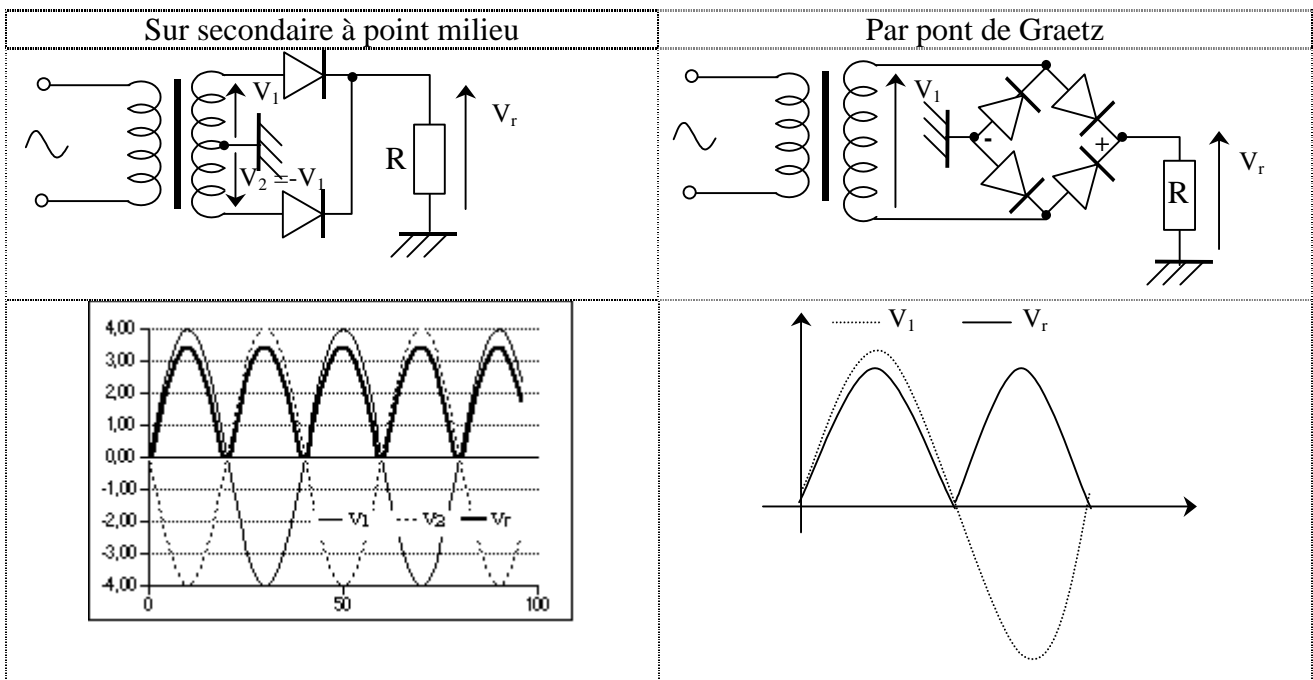 Sur secondaire à point milieu
Par pont de Graetz
V1
V2 =-V1
R
Vr
V1
-
+
R
Vr
4,00
3,00
2,00
1,00
0,00
-1,00
-2,00
-3,00
-4,00
V1 V2 Vr
0 50 100
V1 Vr